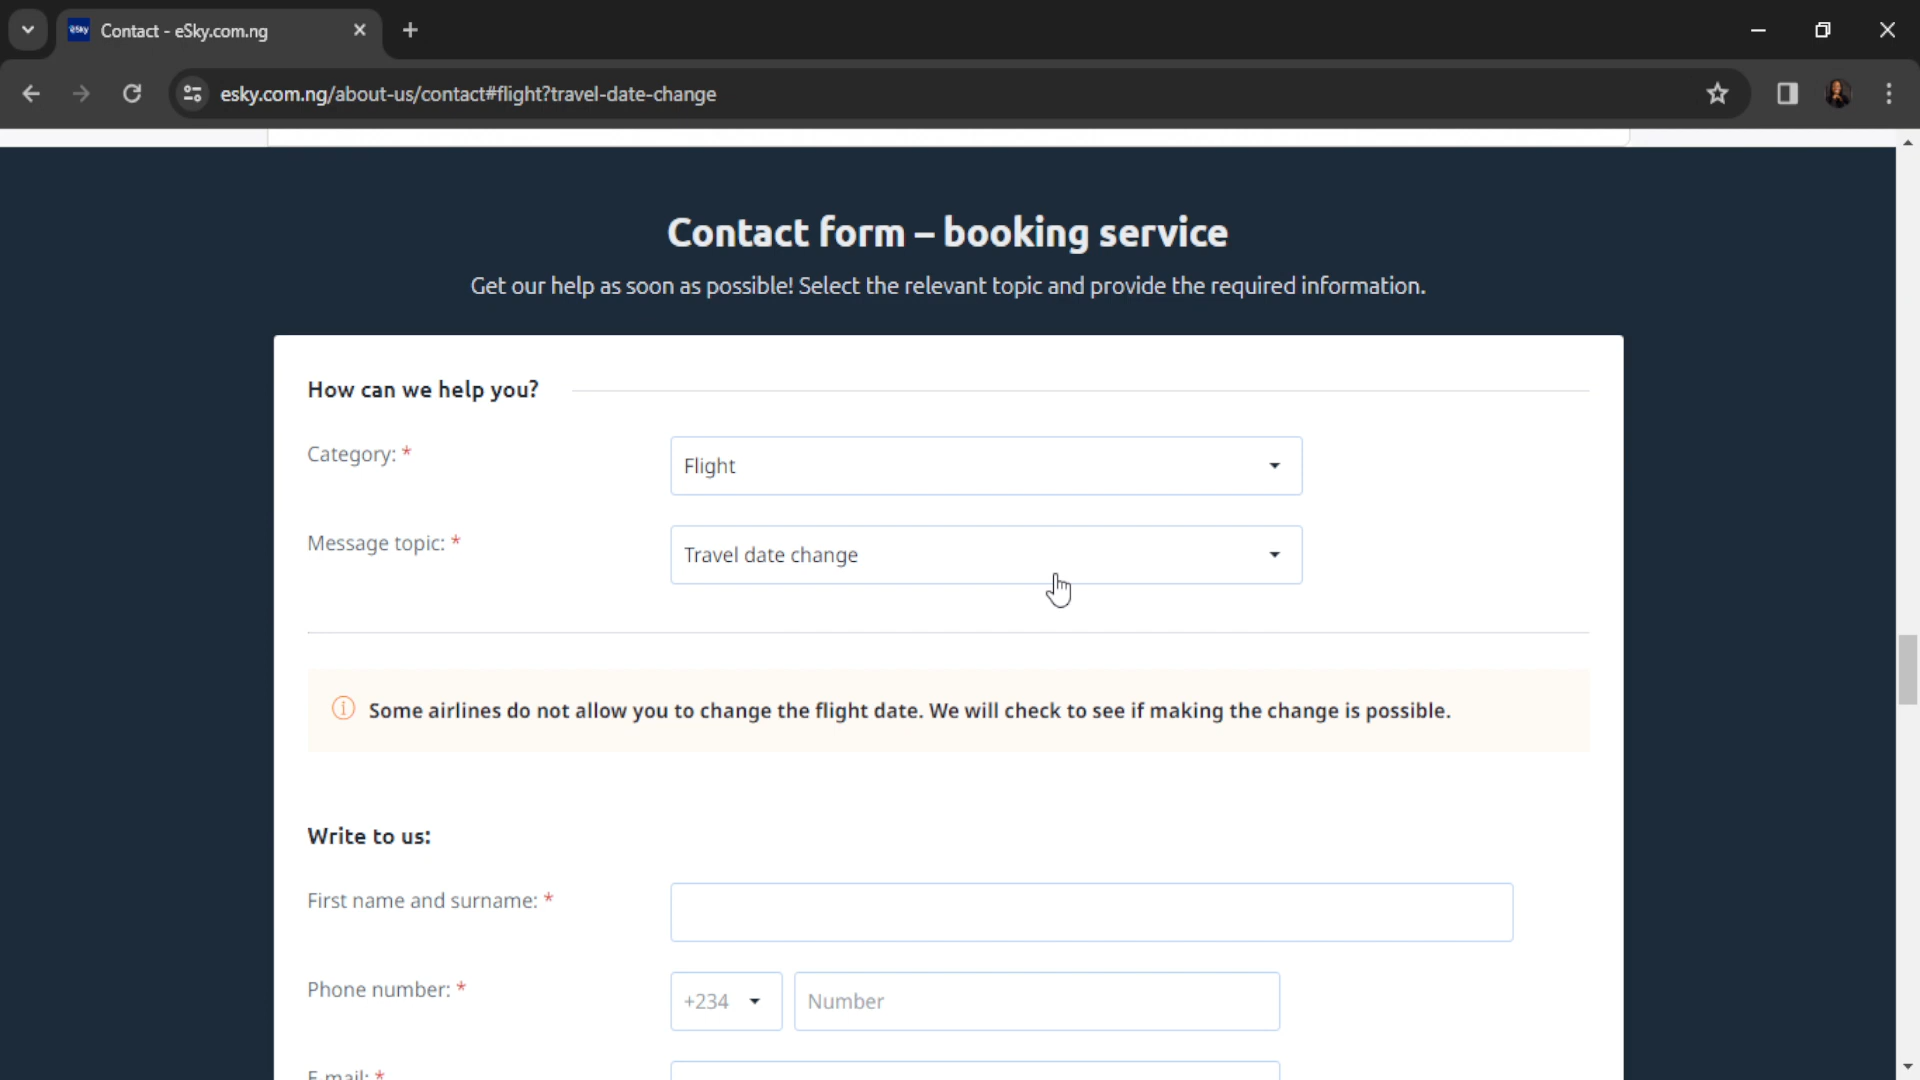 eSky Contact - eSky.com.ng
esky.com.ng/about-us/contact#flight?travel-date-change
Contact form – booking service
Get our help as soon as possible! Select the relevant topic and provide the required information.
How can we help you?
Category: * Flight
Message topic: * Travel date change
Some airlines do not allow you to change the flight date. We will check to see if making the change is possible.
Write to us:
First name and surname: *
Phone number: * +234 Number
E-mail: *